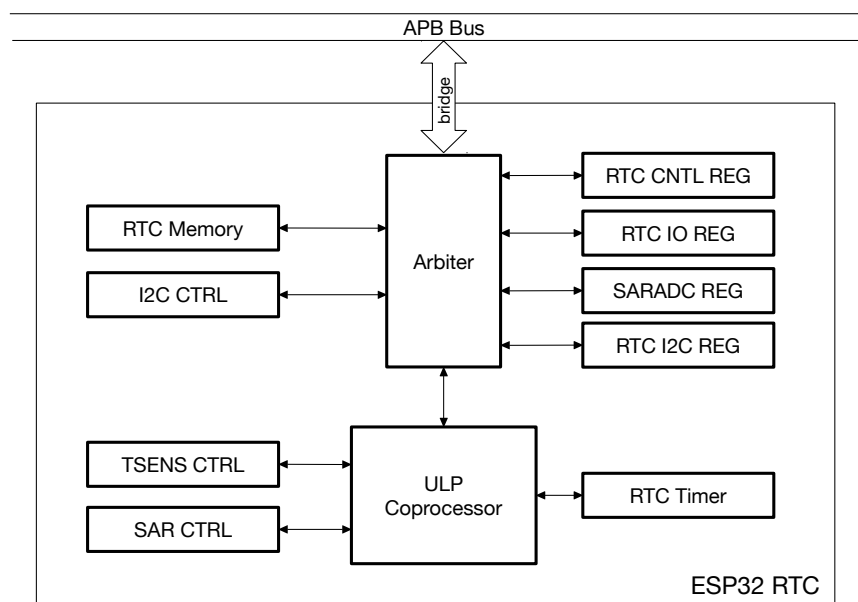 APB Bus
bridge
RTC CNTL REG
RTC Memory
RTC IO REG
Arbiter
I2C CTRL
SARADC REG
RTC I2C REG
TSENS CTRL
ULP
Coprocessor
RTC Timer
SAR CTRL
ESP32 RTC